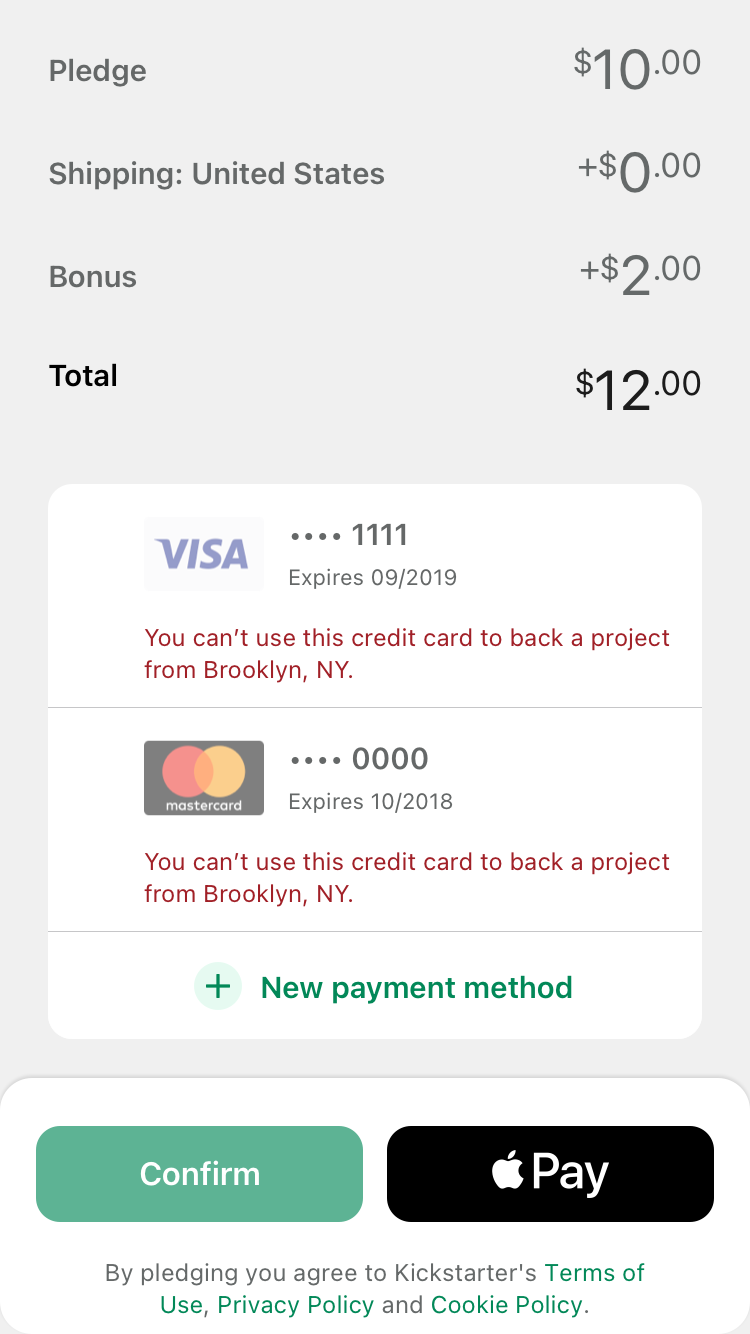 Pledge $10.00
Shipping: United States +$0.00
Bonus +$2.00
Total $12.00
VISA •••• 1111
Expires 09/2019
You can’t use this credit card to back a project
from Brooklyn, NY.
•••• 0000
mastercard Expires 10/2018
You can’t use this credit card to back a project
from Brooklyn, NY.
+ New payment method
Confirm Pay
By pledging you agree to Kickstarter's Terms of
Use, Privacy Policy and Cookie Policy.